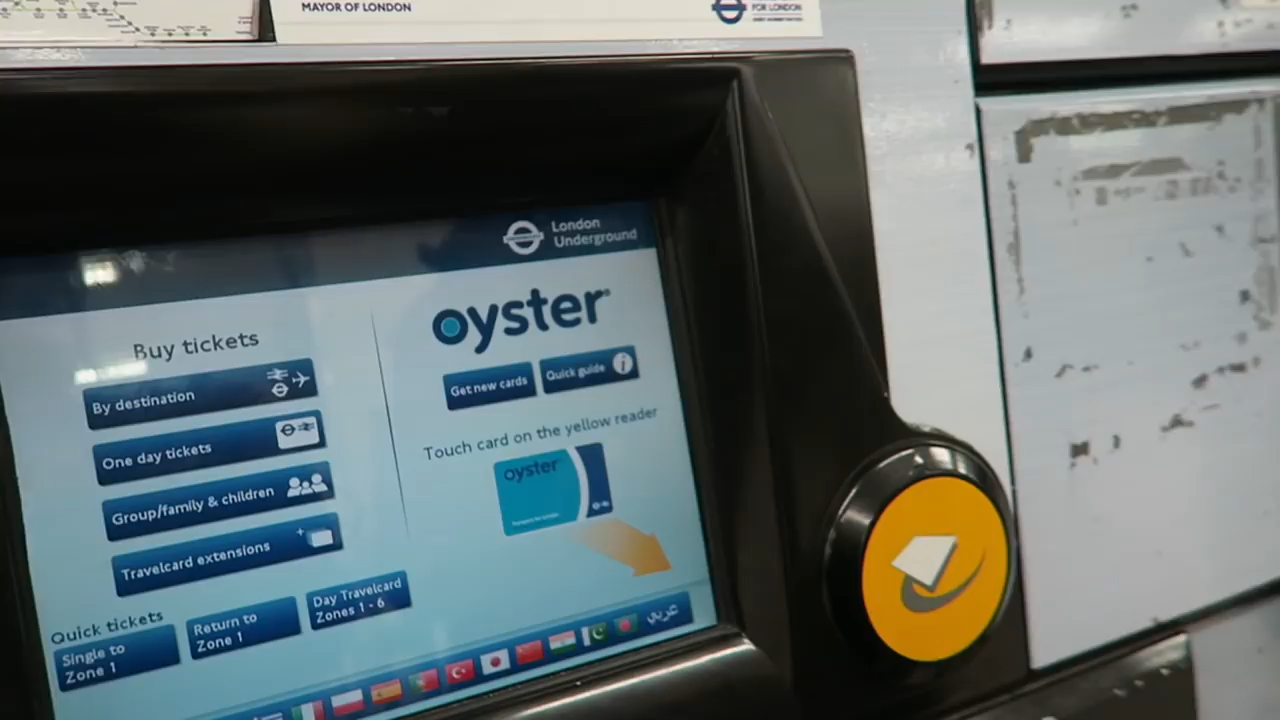 MAYOR OF LONDON
FOR LONDON
London
Underground
Buy tickets
By destination
One day tickets
Group/family & children
Travelcard extensions
Quick tickets
Single to
Zone 1
Return to
Zone 1
Day Travelcard
Zones 1 - 6
oyster
Get new cards
Quick guide i
Touch card on the yellow reader
oyster
عربي